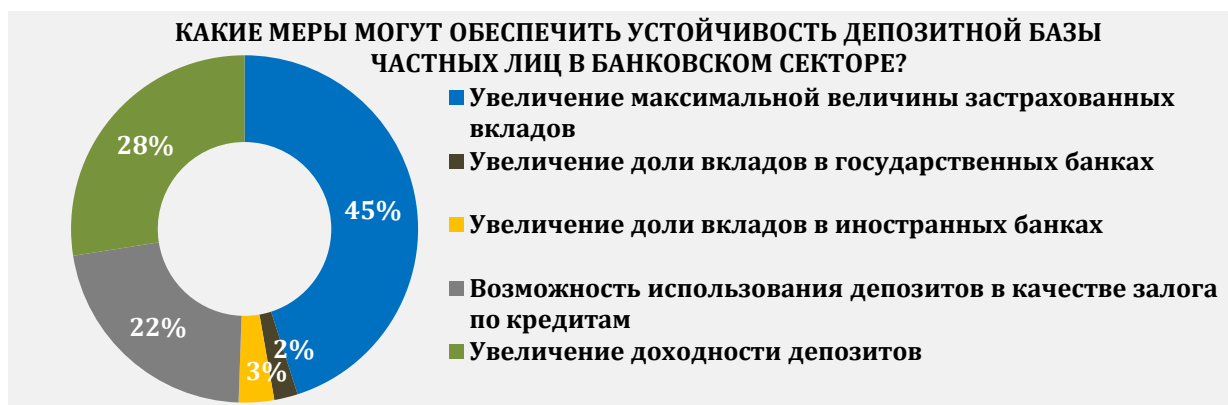 КАКИЕ МЕРЫ МОГУТ ОБЕСПЕЧИТЬ УСТОЙЧИВОСТЬ ДЕПОЗИТНОЙ БАЗЫ
ЧАСТНЫХ ЛИЦ В БАНКОВСКОМ СЕКТОРЕ?
Увеличение максимальной величины застрахованных
вкладов
Увеличение доли вкладов в государственных банках
Увеличение доли вкладов в иностранных банках
Возможность использования депозитов в качестве залога
по кредитам
Увеличение доходности депозитов
28%
45%
22%
2%
3%